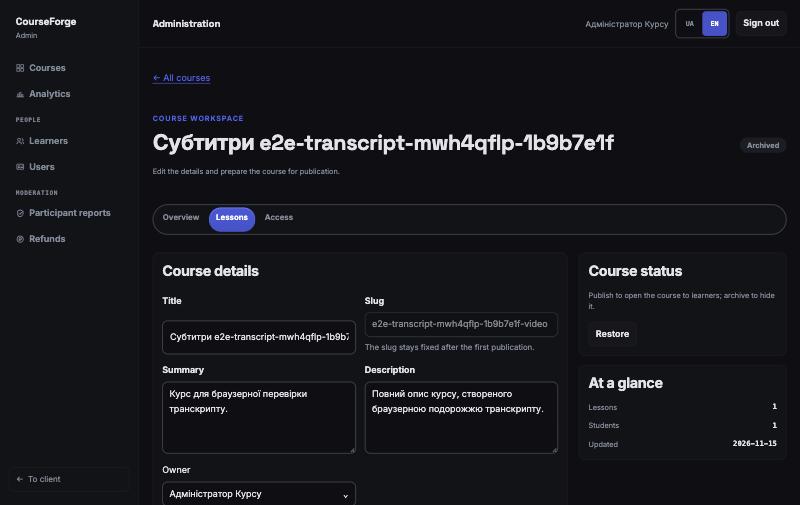 CourseForge
Admin
Courses
Analytics
PEOPLE
Learners
Users
MODERATION
Participant reports
Refunds
← To client
Administration
Адміністратор Курсу
UA
EN
Sign out
← All courses
COURSE WORKSPACE
Субтитри e2e-transcript-mwh4qflp-1b9b7e1f
Archived
Edit the details and prepare the course for publication.
Overview
Lessons
Access
Course details
Title
Субтитри e2e-transcript-mwh4qflp-1b9b7
Slug
e2e-transcript-mwh4qflp-1b9b7e1f-video
The slug stays fixed after the first publication.
Summary
Курс для браузерної перевірки
транскрипту.
Description
Повний опис курсу, створеного
браузерною подорожжю транскрипту.
Owner
Адміністратор Курсу
Course status
Publish to open the course to learners; archive to hide
it.
Restore
At a glance
Lessons 1
Students 1
Updated 2026-11-15